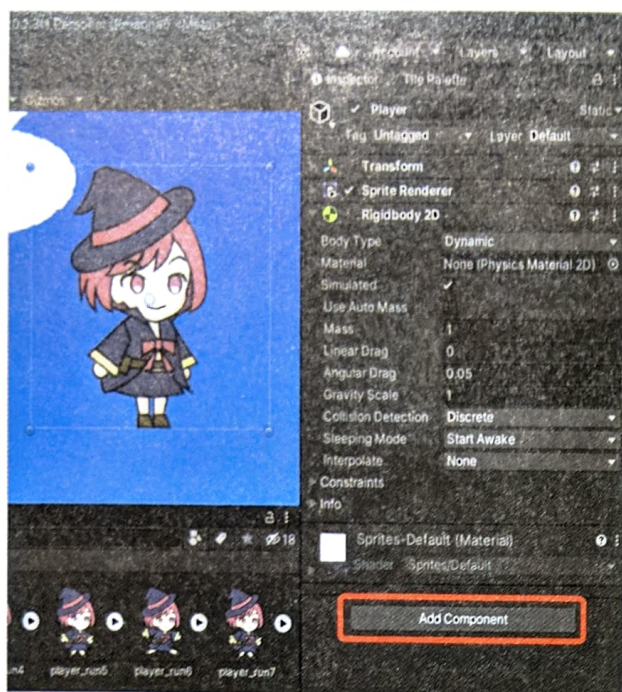 Account Layers Layout
Inspector Tile Palette
Gizmos
Player Static
Tag Untagged Layer Default
Transform
Sprite Renderer
Rigidbody 2D
Body Type Dynamic
Material None (Physics Material 2D)
Simulated
Use Auto Mass
Mass 1
Linear Drag 0
Angular Drag 0.05
Gravity Scale 1
Collision Detection Discrete
Sleeping Mode Start Awake
Interpolate None
Constraints
Info
18
Sprites-Default (Material)
Shader Sprites/Default
Add Component
player_run5 player_run6 player_run7